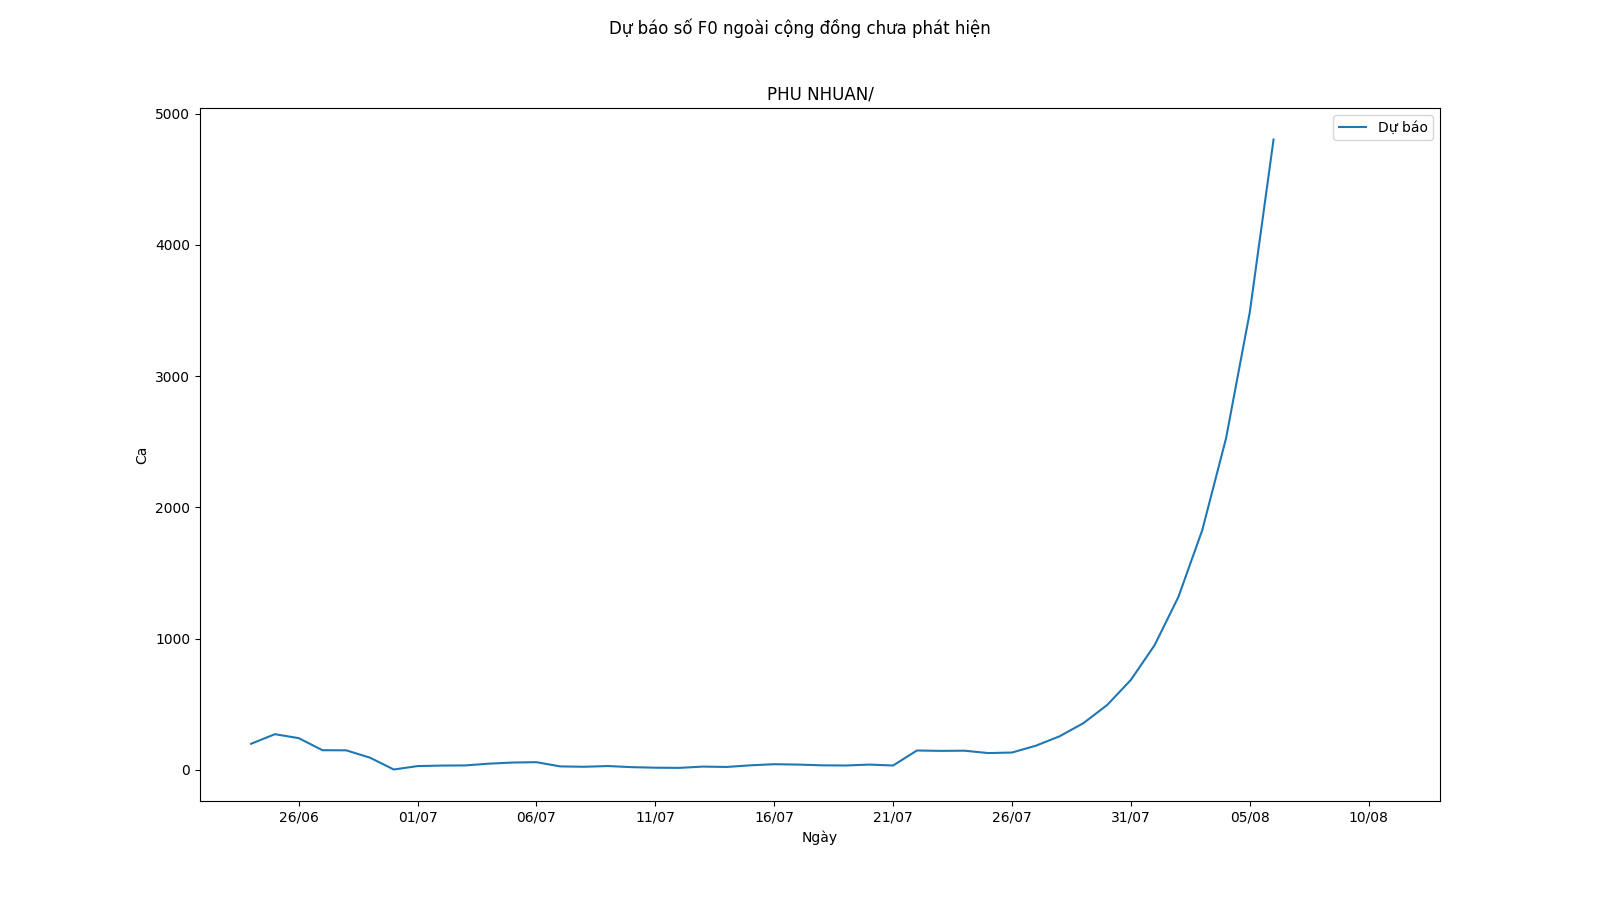 Dự báo số F0 ngoài cộng đồng chưa phát hiện
PHU NHUAN/
Dự báo
5000
4000
3000
2000
1000
0
Ca
26/06 01/07 06/07 11/07 16/07 21/07 26/07 31/07 05/08 10/08
Ngày